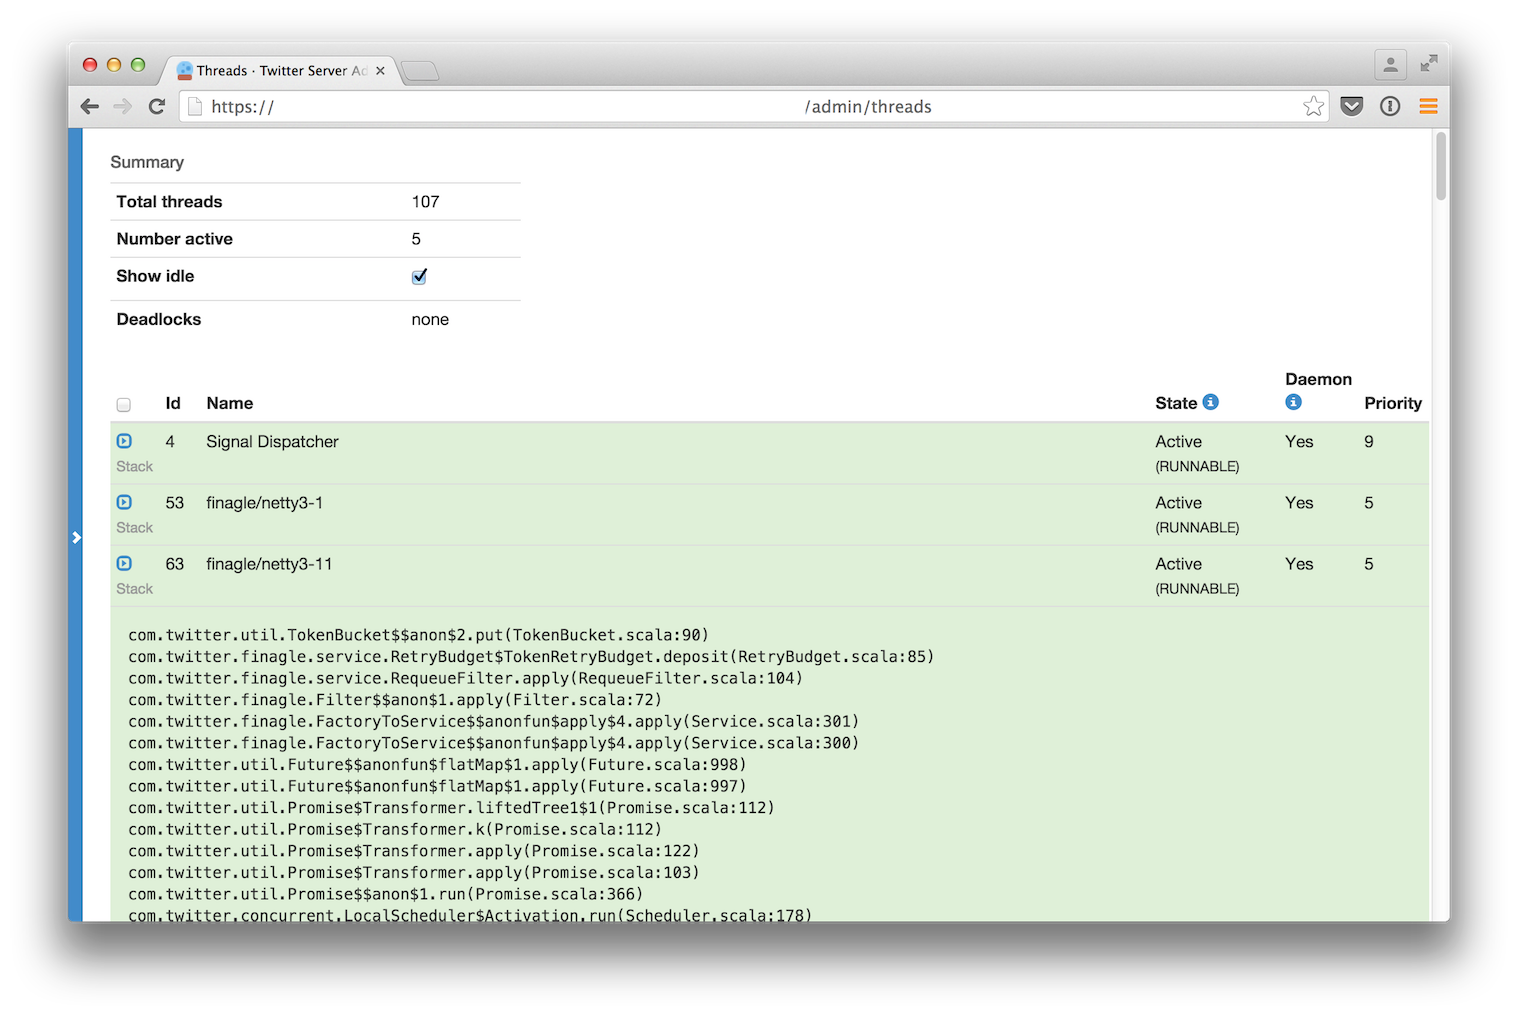 Threads · Twitter Server Ad
https:// /admin/threads
Summary
Total threads 107
Number active 5
Show idle
Deadlocks none
Daemon
Id Name State Priority
4 Signal Dispatcher Active Yes 9
Stack (RUNNABLE)
53 finagle/netty3-1 Active Yes 5
Stack (RUNNABLE)
63 finagle/netty3-11 Active Yes 5
Stack (RUNNABLE)
com.twitter.util.TokenBucket$$anon$2.put(TokenBucket.scala:90)
com.twitter.finagle.service.RetryBudget$TokenRetryBudget.deposit(RetryBudget.scala:85)
com.twitter.finagle.service.RequeueFilter.apply(RequeueFilter.scala:104)
com.twitter.finagle.Filter$$anon$1.apply(Filter.scala:72)
com.twitter.finagle.FactoryToService$$anonfun$apply$4.apply(Service.scala:301)
com.twitter.finagle.FactoryToService$$anonfun$apply$4.apply(Service.scala:300)
com.twitter.util.Future$$anonfun$flatMap$1.apply(Future.scala:998)
com.twitter.util.Future$$anonfun$flatMap$1.apply(Future.scala:997)
com.twitter.util.Promise$Transformer.liftedTree1$1(Promise.scala:112)
com.twitter.util.Promise$Transformer.k(Promise.scala:112)
com.twitter.util.Promise$Transformer.apply(Promise.scala:122)
com.twitter.util.Promise$Transformer.apply(Promise.scala:103)
com.twitter.util.Promise$$anon$1.run(Promise.scala:366)
com.twitter.concurrent.LocalScheduler$Activation.run(Scheduler.scala:178)